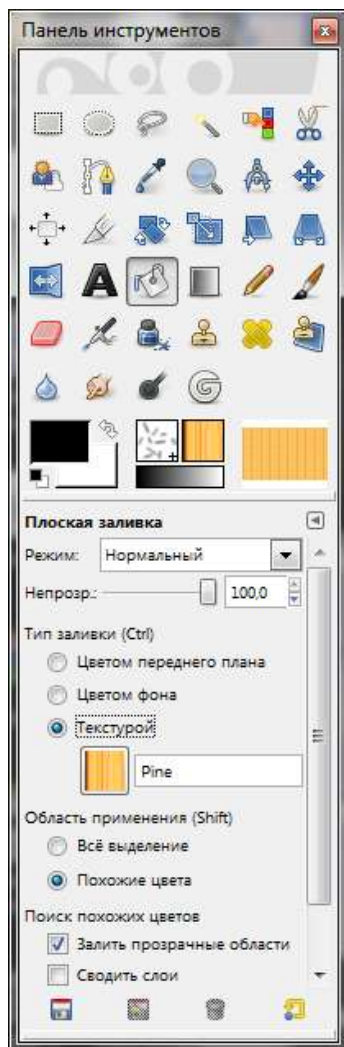 Панель инструментов
Плоская заливка
Режим: Нормальный
Непрозр.: 100,0
Тип заливки (Ctrl)
Цветом переднего плана
Цветом фона
Текстурой
Pine
Область применения (Shift)
Всё выделение
Похожие цвета
Поиск похожих цветов
Залить прозрачные области
Сводить слои